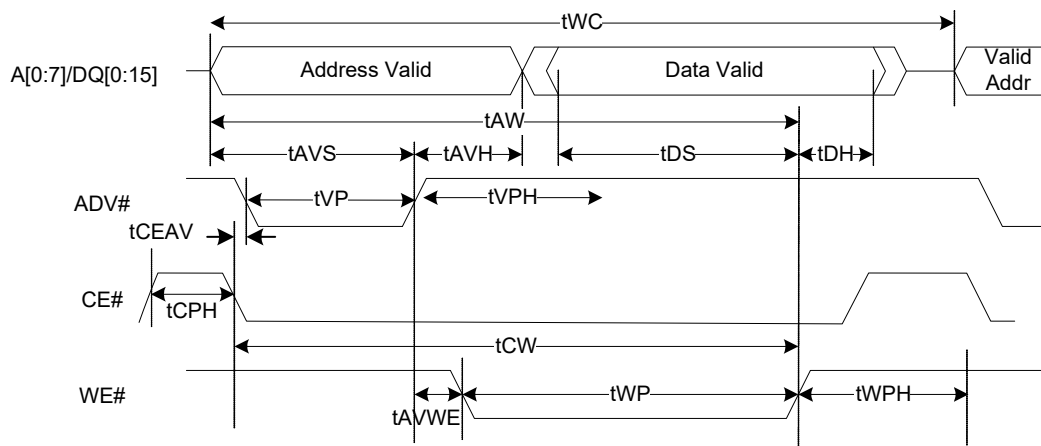 tWC
A[0:7]/DQ[0:15]
Address Valid
Data Valid
Valid
Addr
tAW
tAVS
tAVH
tDS
tDH
ADV#
tVP
tVPH
tCEAV
CE#
tCPH
tCW
WE#
tAVWE
tWP
tWPH